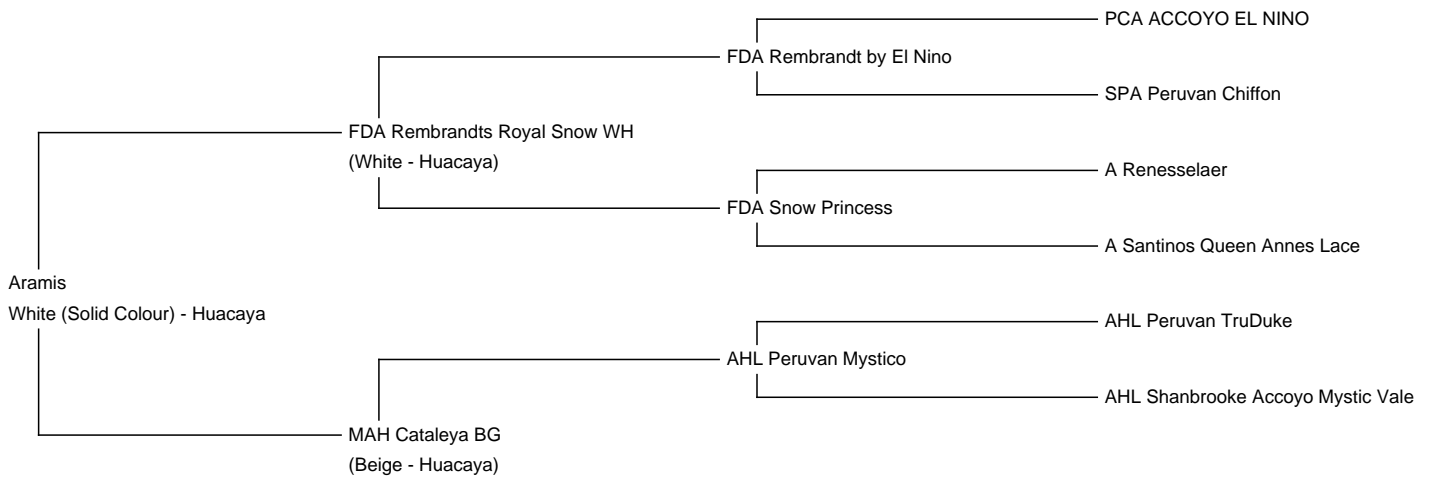 PCA ACCOYO EL NINO
FDA Rembrandt by El Nino
SPA Peruvan Chiffon
FDA Rembrandts Royal Snow WH
(White - Huacaya)
A Renesselaer
FDA Snow Princess
A Santinos Queen Annes Lace
Aramis
White (Solid Colour) - Huacaya
AHL Peruvan TruDuke
AHL Peruvan Mystico
AHL Shanbrooke Accoyo Mystic Vale
MAH Cataleya BG
(Beige - Huacaya)